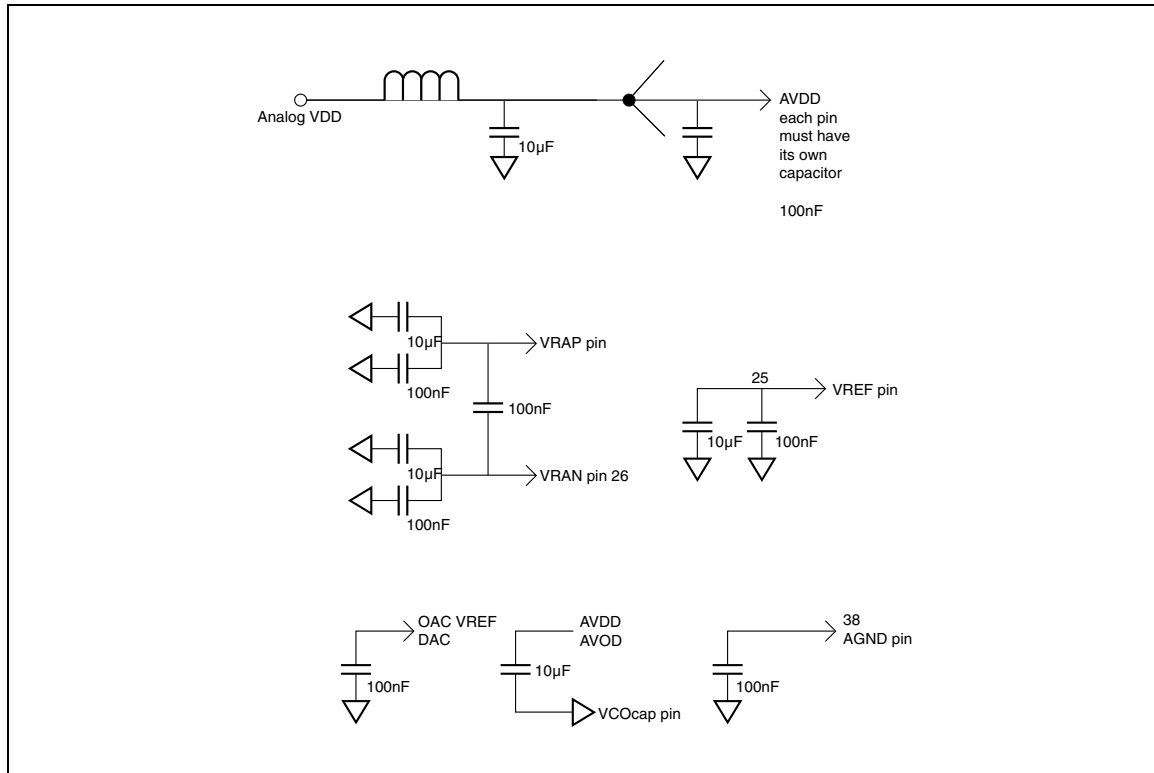 Analog VDD
10µF
AVDD
each pin
must have
its own
capacitor
100nF
10µF
100nF
VRAP pin
100nF
10µF
100nF
VRAN pin 26
25
VREF pin
10µF
100nF
OAC VREF
DAC
100nF
AVDD
AVOD
10µF
VCOcap pin
38
AGND pin
100nF